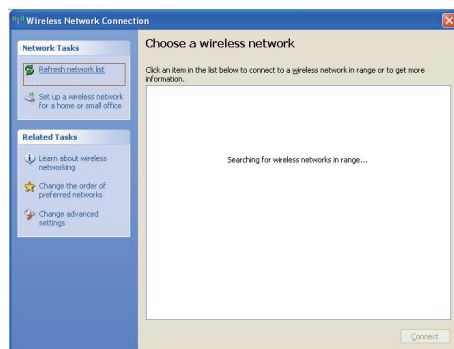 Wireless Network Connection
Network Tasks
Refresh network list
Set up a wireless network
for a home or small office
Related Tasks
Learn about wireless
networking
Change the order of
preferred networks
Change advanced
settings
Choose a wireless network
Click an item in the list below to connect to a wireless network in range or to get more
information.
Searching for wireless networks in range...
Connect